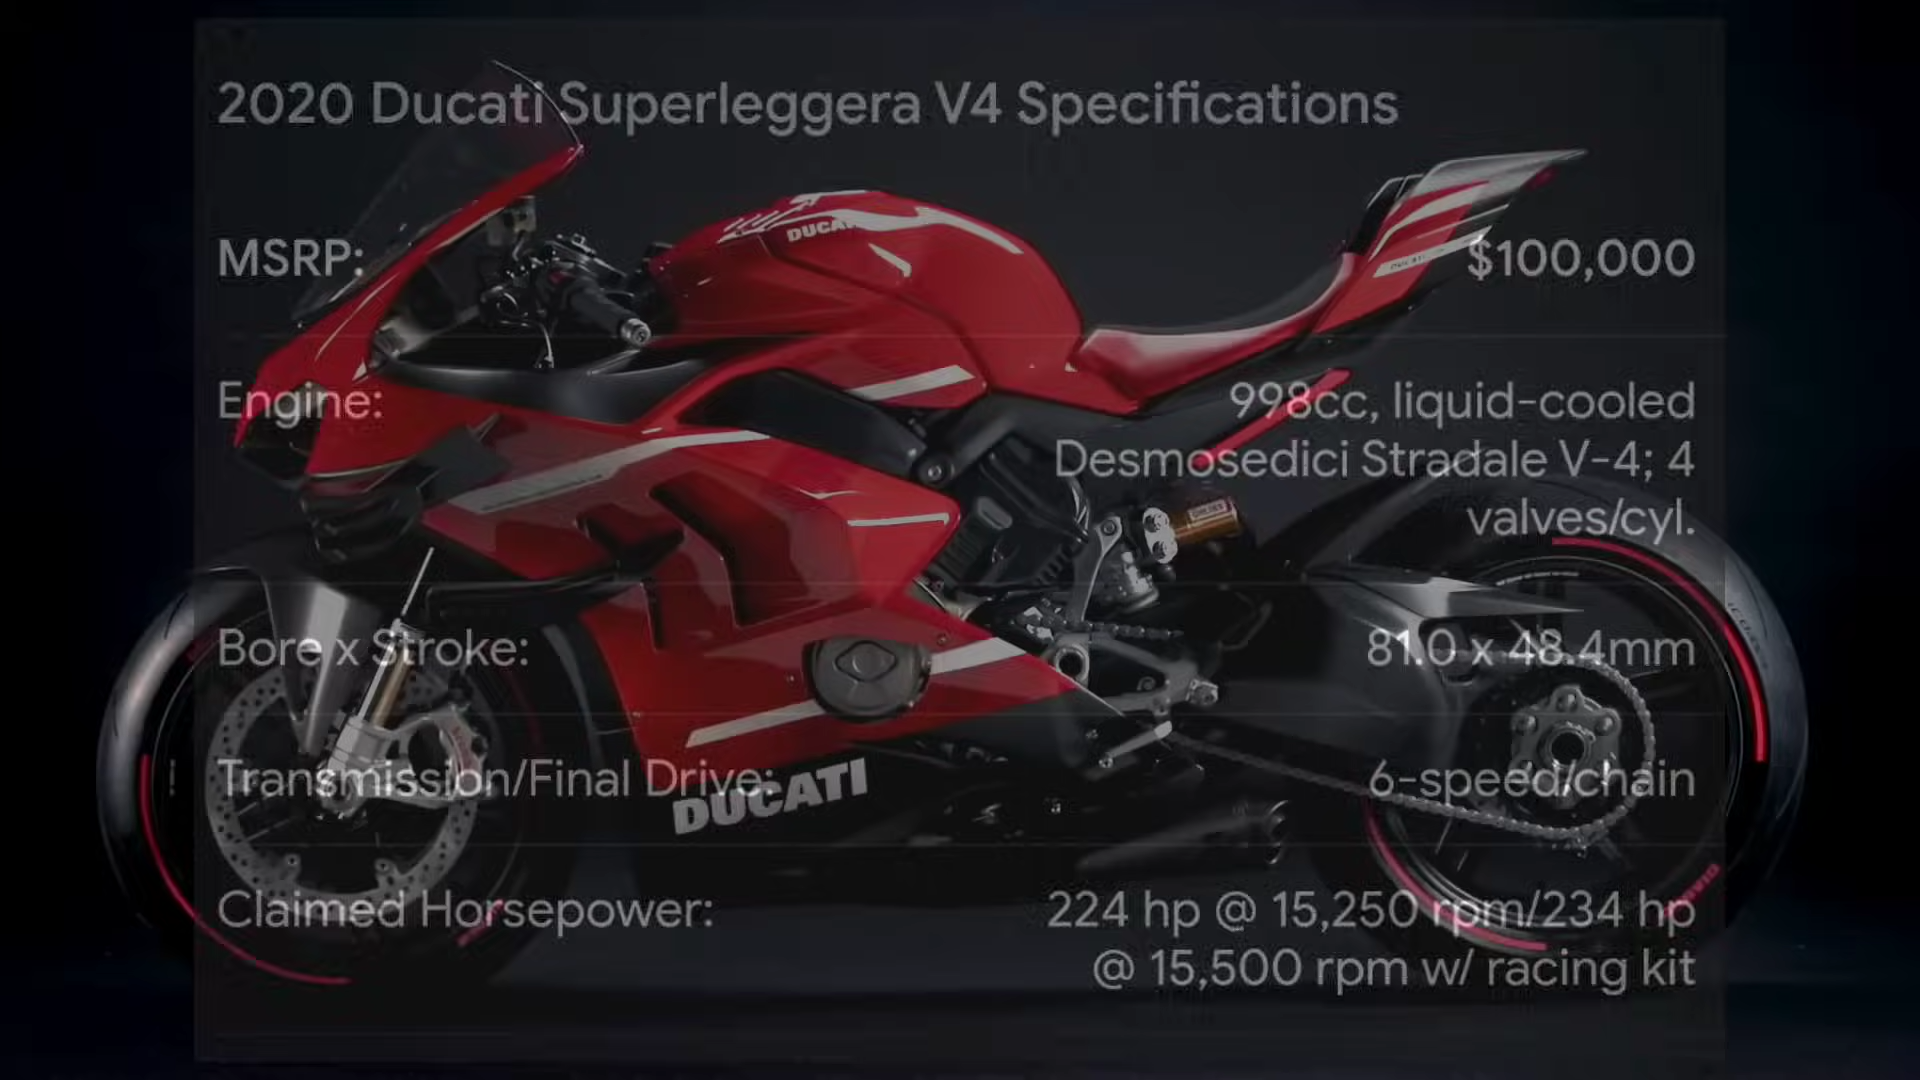 2020 Ducati Superleggera V4 Specifications
DUCATI
MSRP: $100,000
DUCATI
Engine: 998cc, liquid-cooled
Desmosedici Stradale V-4; 4
valves/cyl.
Bore x Stroke: 81.0 x 48.4mm
Transmission/Final Drive: 6-speed/chain
DUCATI
Claimed Horsepower: 224 hp @ 15,250 rpm/234 hp
@ 15,500 rpm w/ racing kit